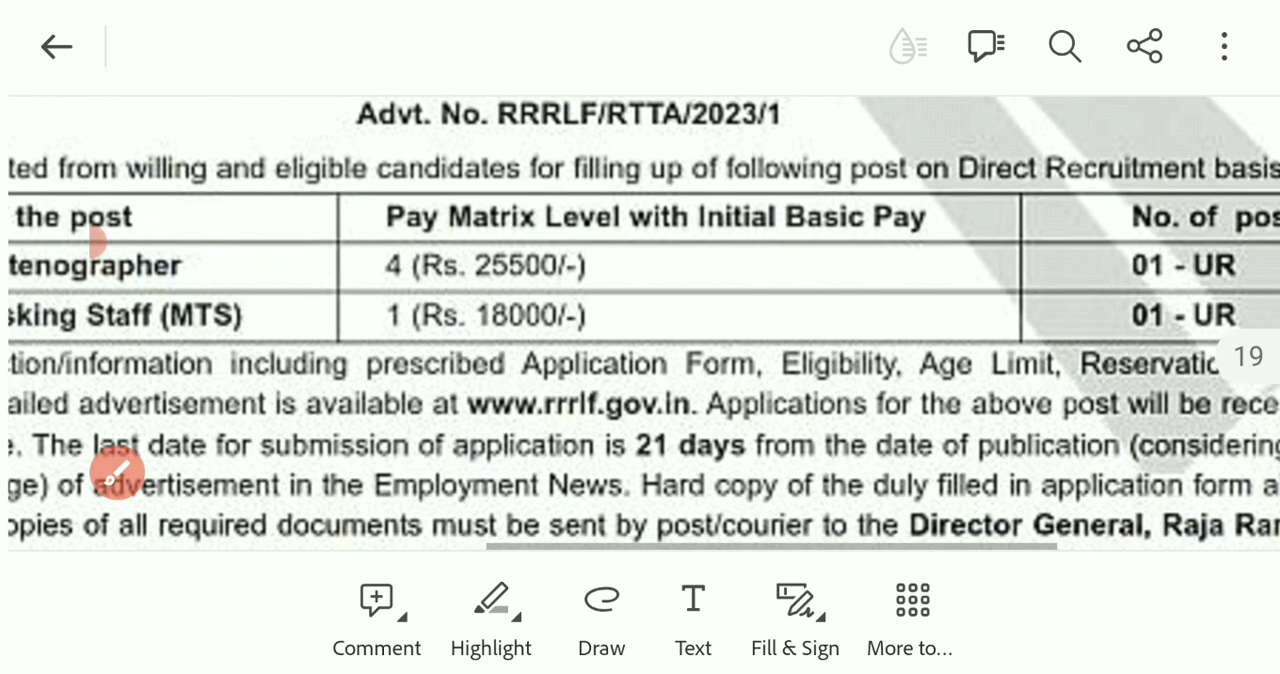 Advt. No. RRRLF/RTTA/2023/1
ted from willing and eligible candidates for filling up of following post on Direct Recruitment basis
the post Pay Matrix Level with Initial Basic Pay No. of pos
tenographer 4 (Rs. 25500/-) 01 - UR
sking Staff (MTS) 1 (Rs. 18000/-) 01 - UR
tion/information including prescribed Application Form, Eligibility, Age Limit, Reservatio
19
ailed advertisement is available at www.rrrlf.gov.in. Applications for the above post will be rece
e. The last date for submission of application is 21 days from the date of publication (considering
ge) of advertisement in the Employment News. Hard copy of the duly filled in application form a
opies of all required documents must be sent by post/courier to the Director General, Raja Ram
Comment Highlight Draw Text Fill & Sign More to...